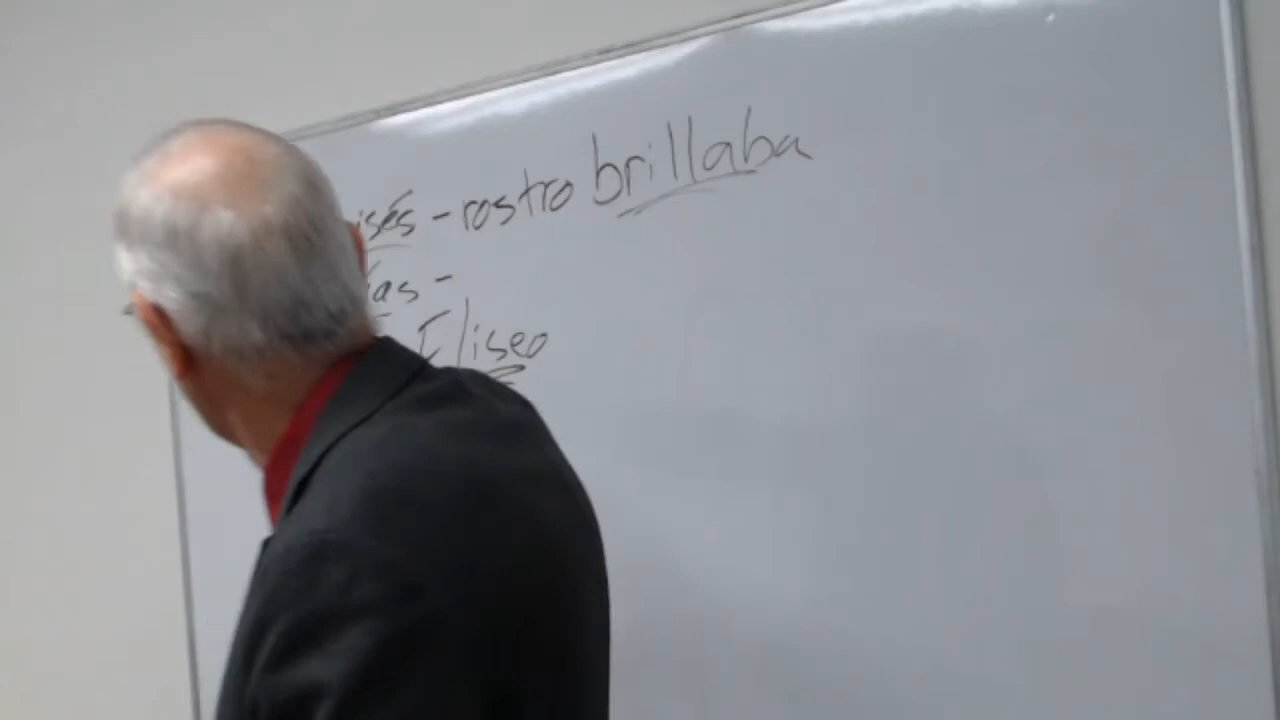 isés - rostro brillaba
ías -
Eliseo